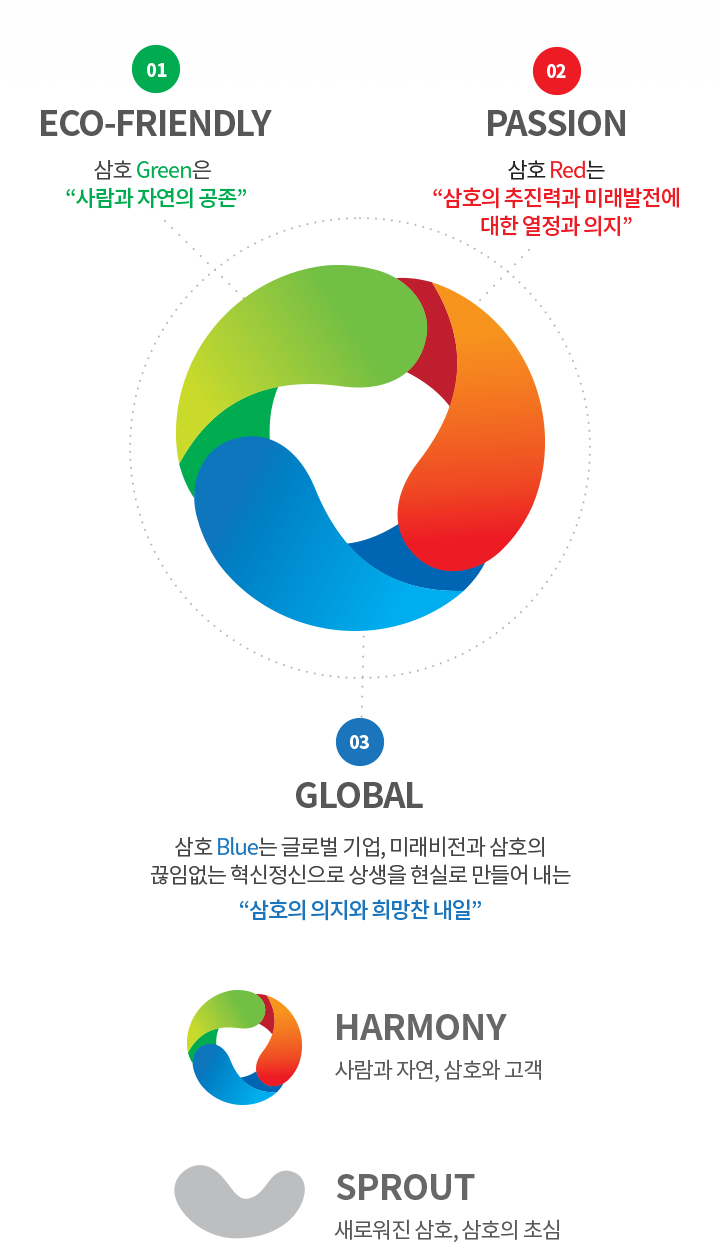 01
ECO-FRIENDLY
삼호 Green은
“사람과 자연의 공존”
02
PASSION
삼호 Red는
“삼호의 추진력과 미래발전에
대한 열정과 의지”
03
GLOBAL
삼호 Blue는 글로벌 기업, 미래비전과 삼호의
끊임없는 혁신정신으로 상생을 현실로 만들어 내는
“삼호의 의지와 희망찬 내일”
HARMONY
사람과 자연, 삼호와 고객
SPROUT
새로워진 삼호, 삼호의 초심